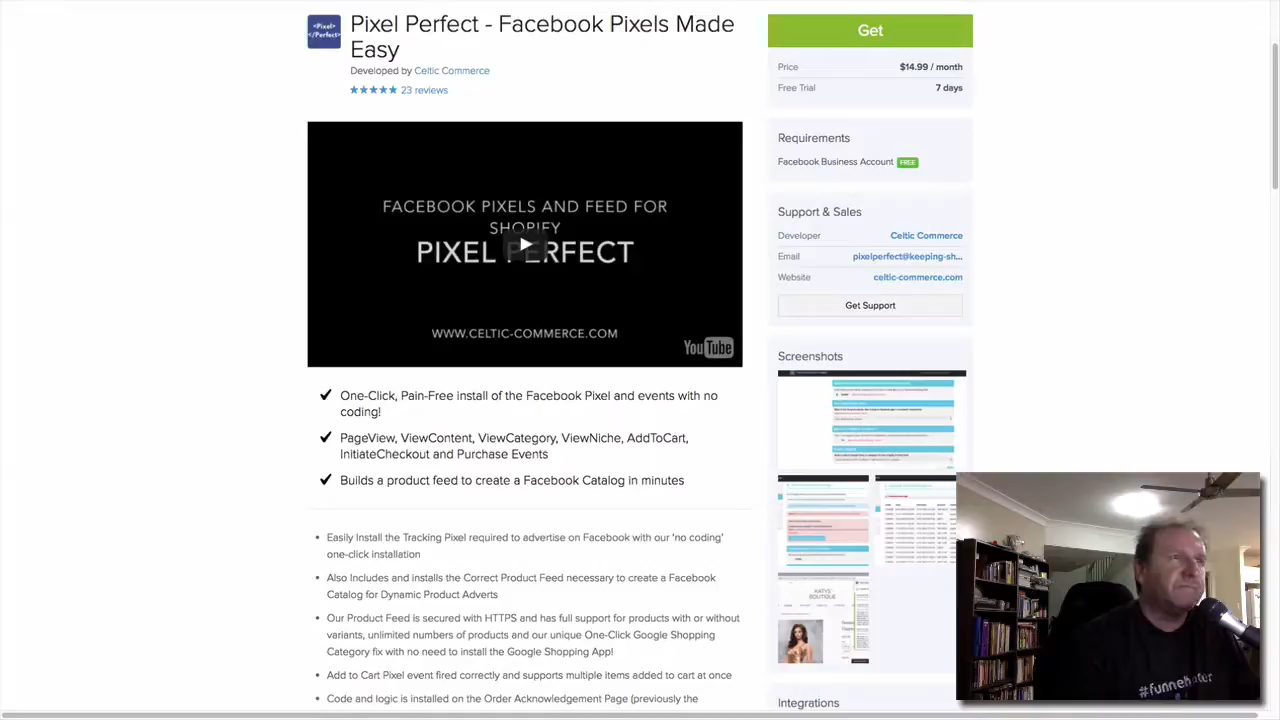 <Pixel>
</Perfect>
Pixel Perfect - Facebook Pixels Made
Easy
Developed by Celtic Commerce
23 reviews
FACEBOOK PIXELS AND FEED FOR
SHOPIFY
PIXEL PERFECT
WWW.CELTIC-COMMERCE.COM
YouTube
One-Click, Pain-Free install of the Facebook Pixel and events with no
coding!
PageView, ViewContent, ViewCategory, ViewNiche, AddToCart,
InitiateCheckout and Purchase Events
Builds a product feed to create a Facebook Catalog in minutes
• Easily Install the Tracking Pixel required to advertise on Facebook with our 'no coding'
one-click installation
• Also Includes and installs the Correct Product Feed necessary to create a Facebook
Catalog for Dynamic Product Adverts
• Our Product Feed is secured with HTTPS and has full support for products with or without
variants, unlimited numbers of products and our unique One-Click Google Shopping
Category fix with no need to install the Google Shopping App!
• Add to Cart Pixel event fired correctly and supports multiple items added to cart at once
• Code and logic is installed on the Order Acknowledgement Page (previously the
Get
Price $14.99 / month
Free Trial 7 days
Requirements
Facebook Business Account FREE
Support & Sales
Developer Celtic Commerce
Email pixelperfect@keeping-sh...
Website celtic-commerce.com
Get Support
Screenshots
KATYS
BOUTIQUE
Integrations